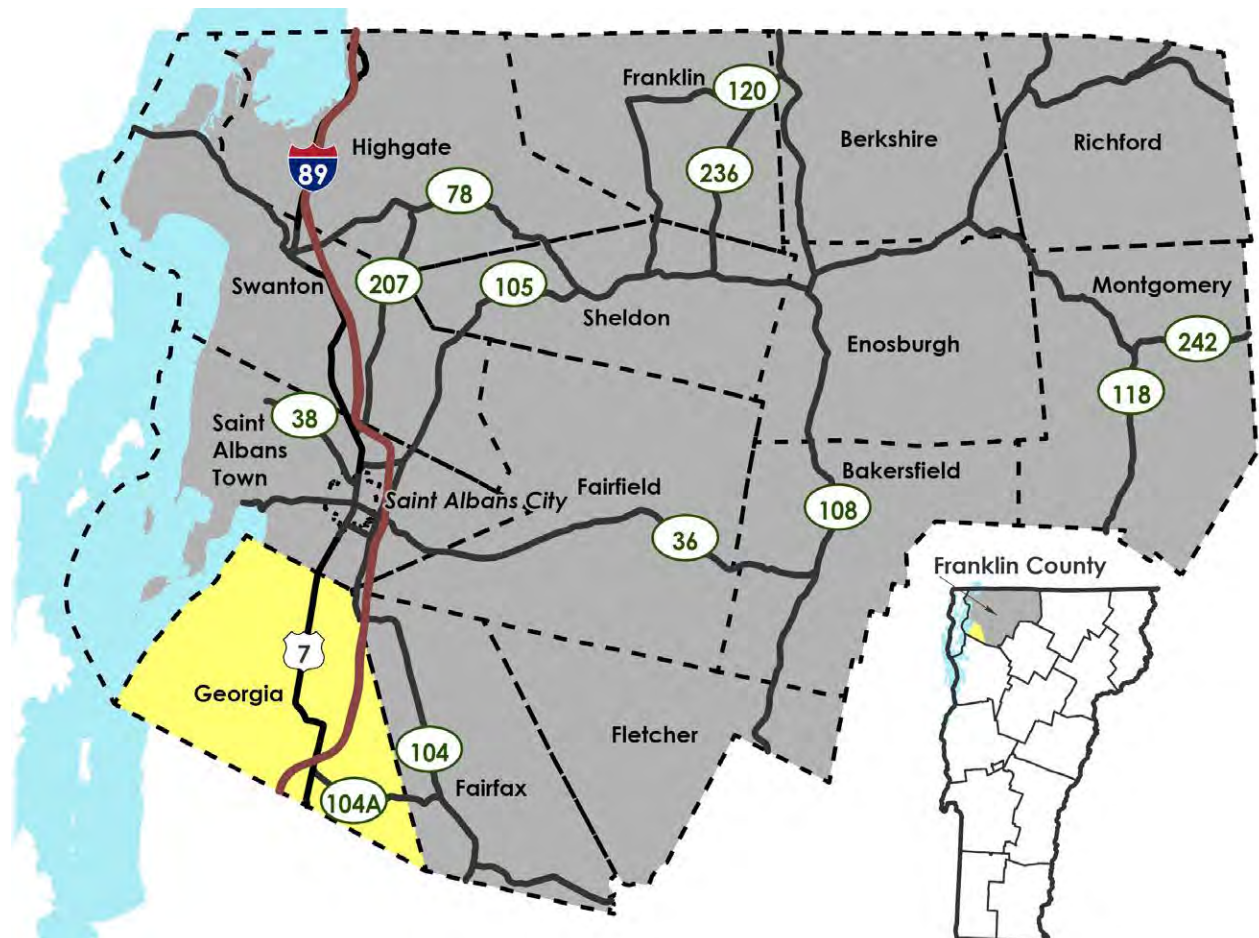 Franklin
120
Berkshire
Richford
Highgate
89
236
78
Swanton
207
105
Sheldon
Montgomery
Enosburgh
242
118
38
Saint
Albans
Town
Saint Albans City
Fairfield
Bakersfield
108
36
Franklin County
7
Georgia
104
Fletcher
104A
Fairfax